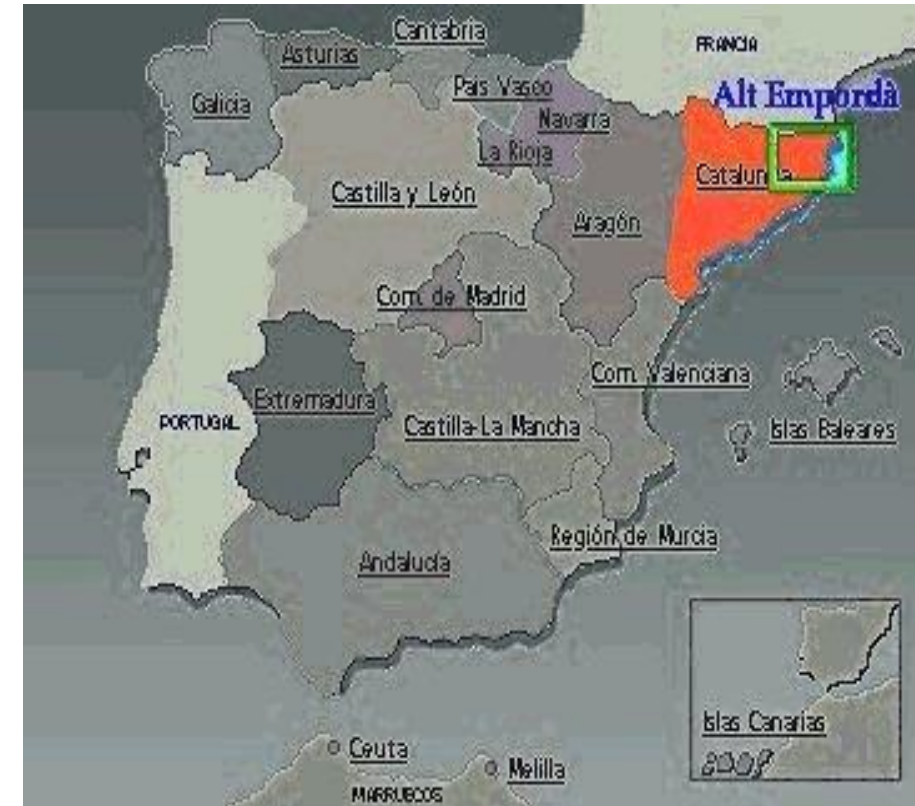 Cantabria
Asturias
FRANCIA
Galicia
País Vasco
Alt Empordà
Navarra
La Rioja
Castilla y León
Catalunya
Aragón
Com. de Madrid
Com. Valenciana
Extremadura
PORTUGAL
Castilla-La Mancha
Islas Baleares
Región de Murcia
Andalucía
Islas Canarias
Ceuta
Melilla
MARRUECOS